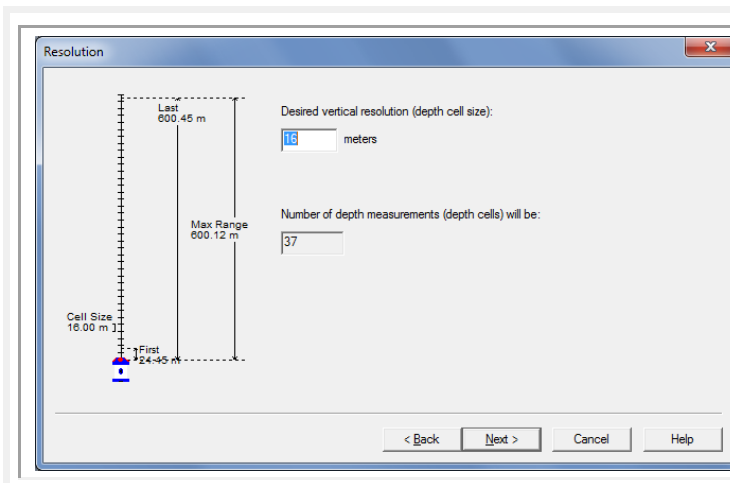 Resolution
Last
600.45 m
Desired vertical resolution (depth cell size):
16 meters
Max Range
600.12 m
Number of depth measurements (depth cells) will be:
37
Cell Size
16.00 m
First
24.45 m
< Back Next > Cancel Help